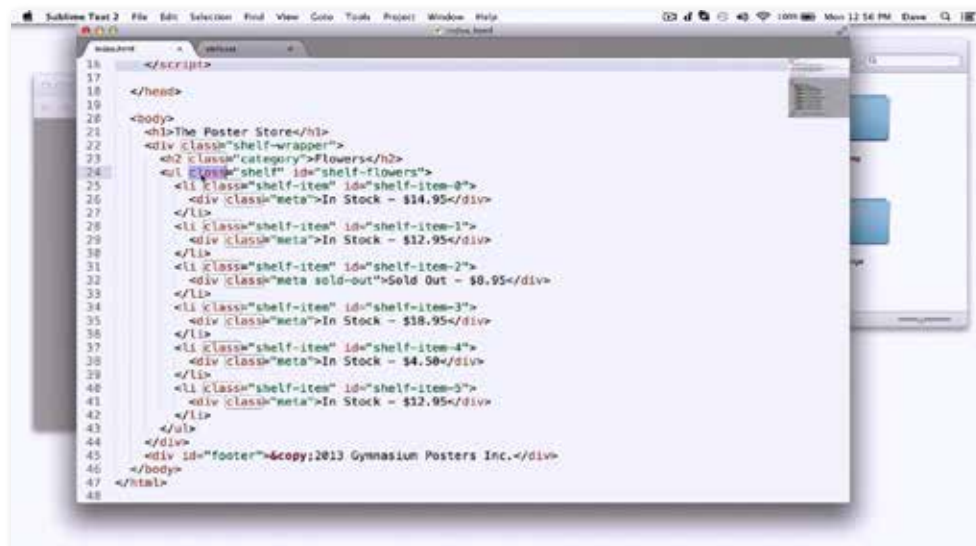 Sublime Text 2 File Edit Selection Find View Goto Tools Project Window Help 100% Mon 12:56 PM Dave
index.html
index.html
16 </script>
17
18 </head>
19
20 <body>
21 <h1>The Poster Store</h1>
22 <div class="shelf-wrapper">
23 <h2 class="category">Flowers</h2>
24 <ul class="shelf" id="shelf-flowers">
25 <li class="shelf-item" id="shelf-item-0">
26 <div class="meta">In Stock - $14.95</div>
27 </li>
28 <li class="shelf-item" id="shelf-item-1">
29 <div class="meta">In Stock - $12.95</div>
30 </li>
31 <li class="shelf-item" id="shelf-item-2">
32 <div class="meta sold-out">Sold Out - $8.95</div>
33 </li>
34 <li class="shelf-item" id="shelf-item-3">
35 <div class="meta">In Stock - $18.95</div>
36 </li>
37 <li class="shelf-item" id="shelf-item-4">
38 <div class="meta">In Stock - $4.50</div>
39 </li>
40 <li class="shelf-item" id="shelf-item-5">
41 <div class="meta">In Stock - $12.95</div>
42 </li>
43 </ul>
44 </div>
45 <div id="footer">&copy;2013 Gymnasium Posters Inc.</div>
46 </body>
47 </html>
48